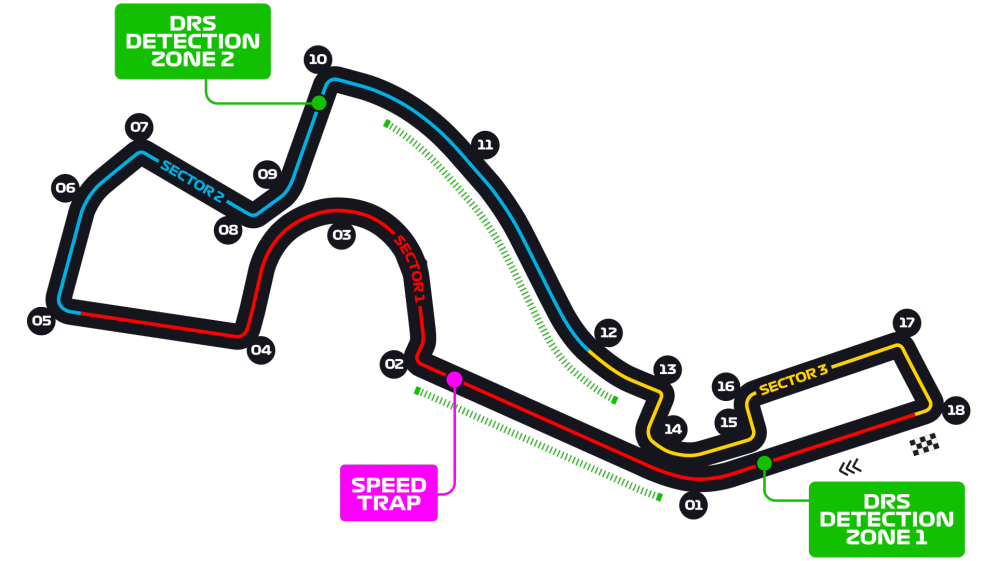 DRS
DETECTION
ZONE 2
10
07
11
09
06
SECTOR 2
08
03
SECTOR 1
05
04
02
12
13
17
16
SECTOR 3
15
14
18
SPEED
TRAP
01
DRS
DETECTION
ZONE 1